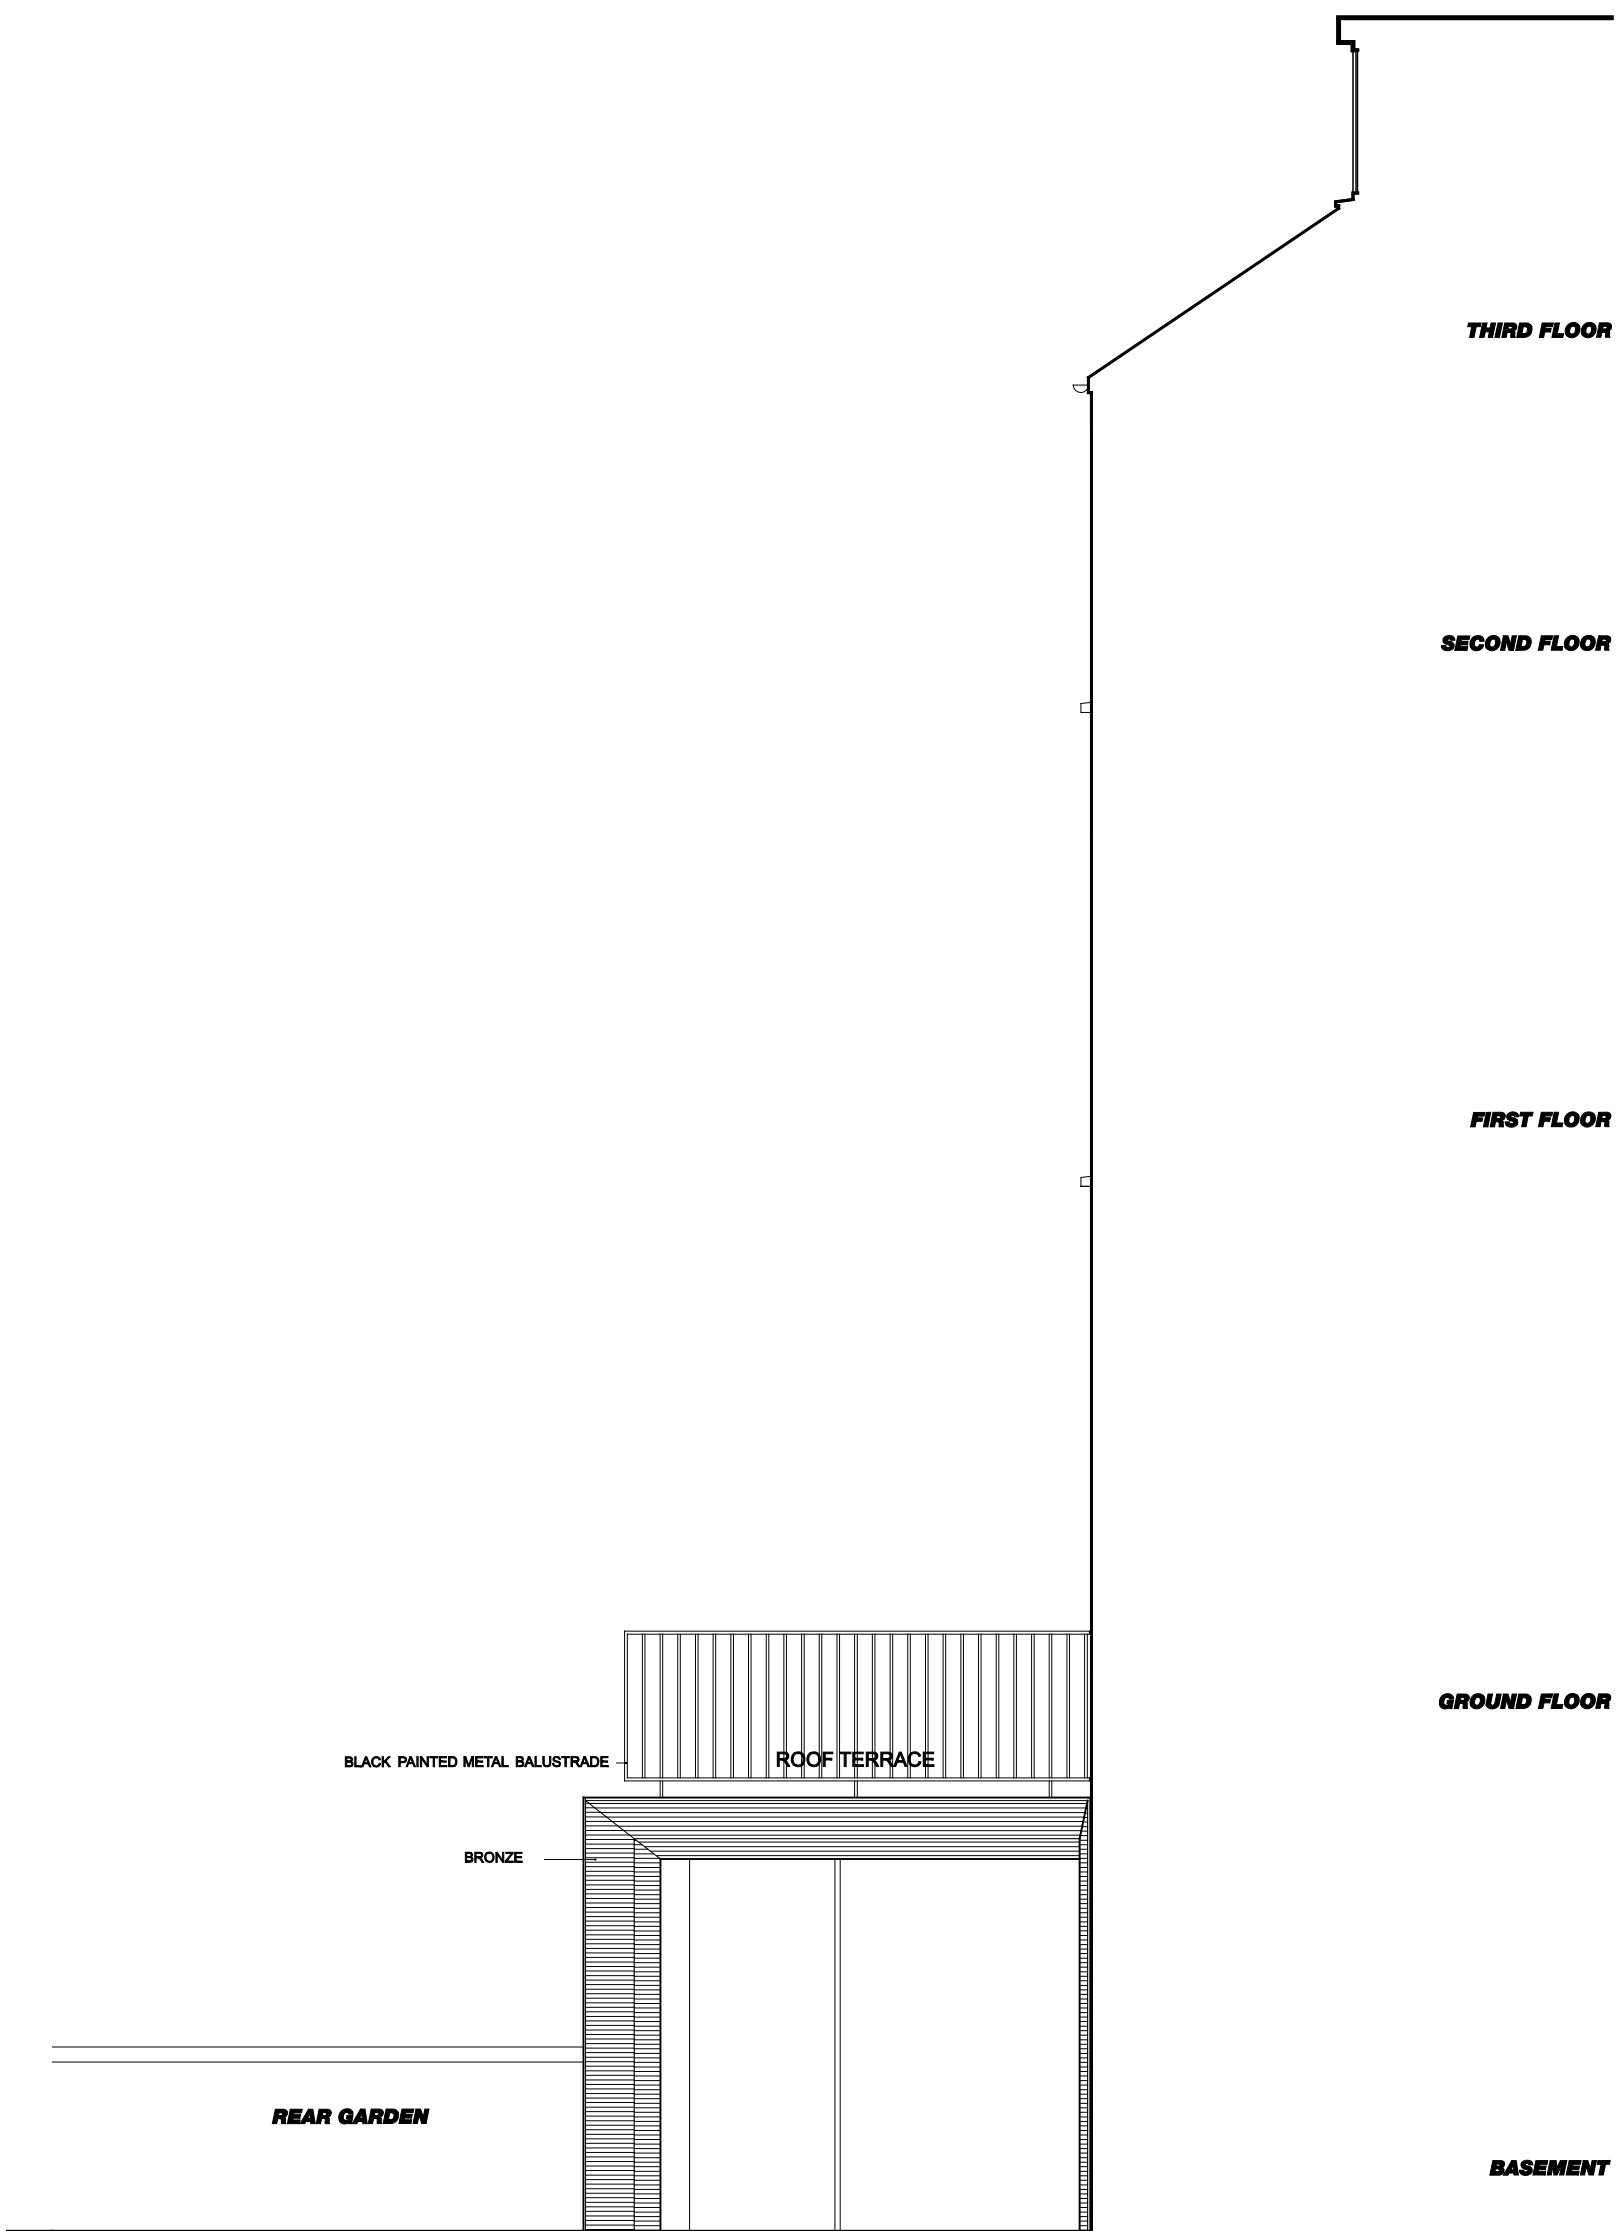 THIRD FLOOR
SECOND FLOOR
FIRST FLOOR
GROUND FLOOR
BLACK PAINTED METAL BALUSTRADE
ROOF TERRACE
BRONZE
REAR GARDEN
BASEMENT